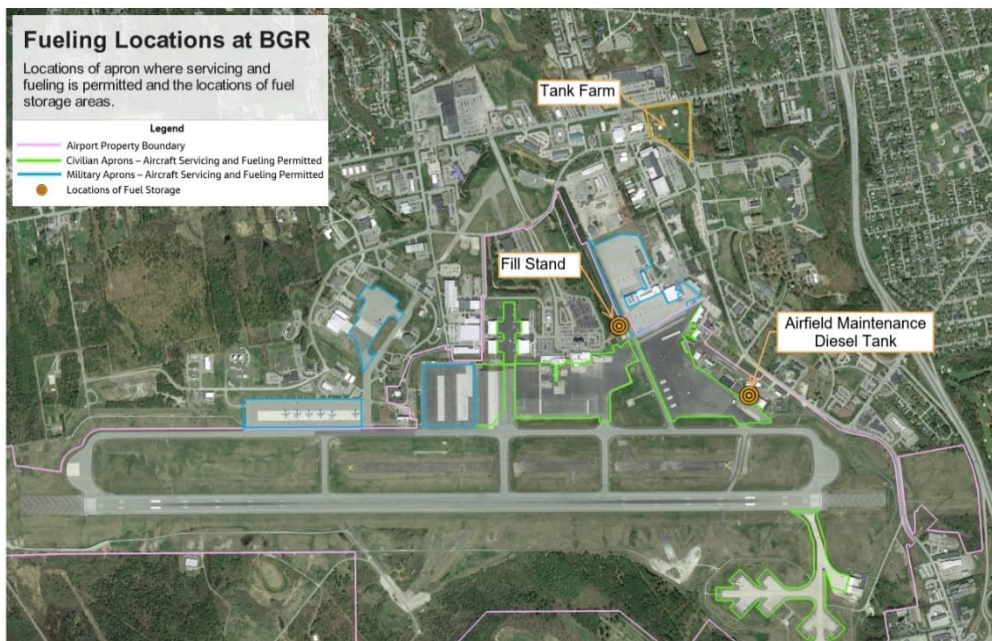 Fueling Locations at BGR
Locations of apron where servicing and
fueling is permitted and the locations of fuel
storage areas.
Legend
Airport Property Boundary
Civilian Aprons – Aircraft Servicing and Fueling Permitted
Military Aprons – Aircraft Servicing and Fueling Permitted
Locations of Fuel Storage
Tank Farm
Fill Stand
Airfield Maintenance
Diesel Tank